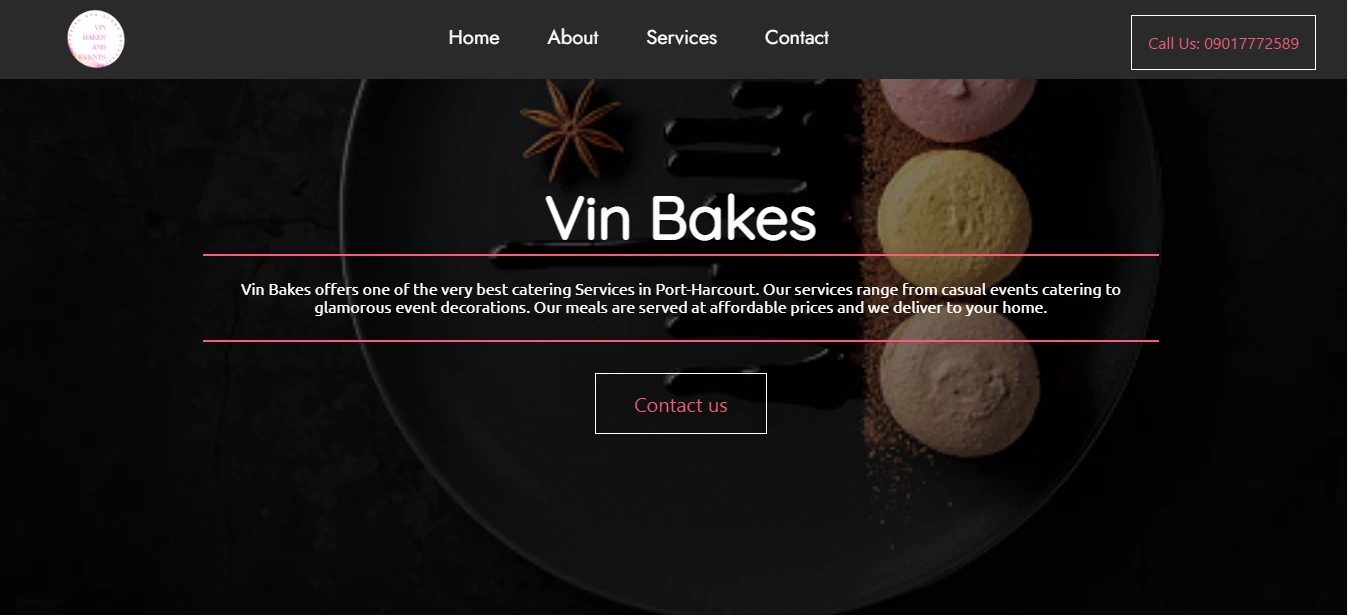 VIN
BAKES
AND
EVENTS
Home About Services Contact
Call Us: 09017772589
Vin Bakes
Vin Bakes offers one of the very best catering Services in Port-Harcourt. Our services range from casual events catering to
glamorous event decorations. Our meals are served at affordable prices and we deliver to your home.
Contact us